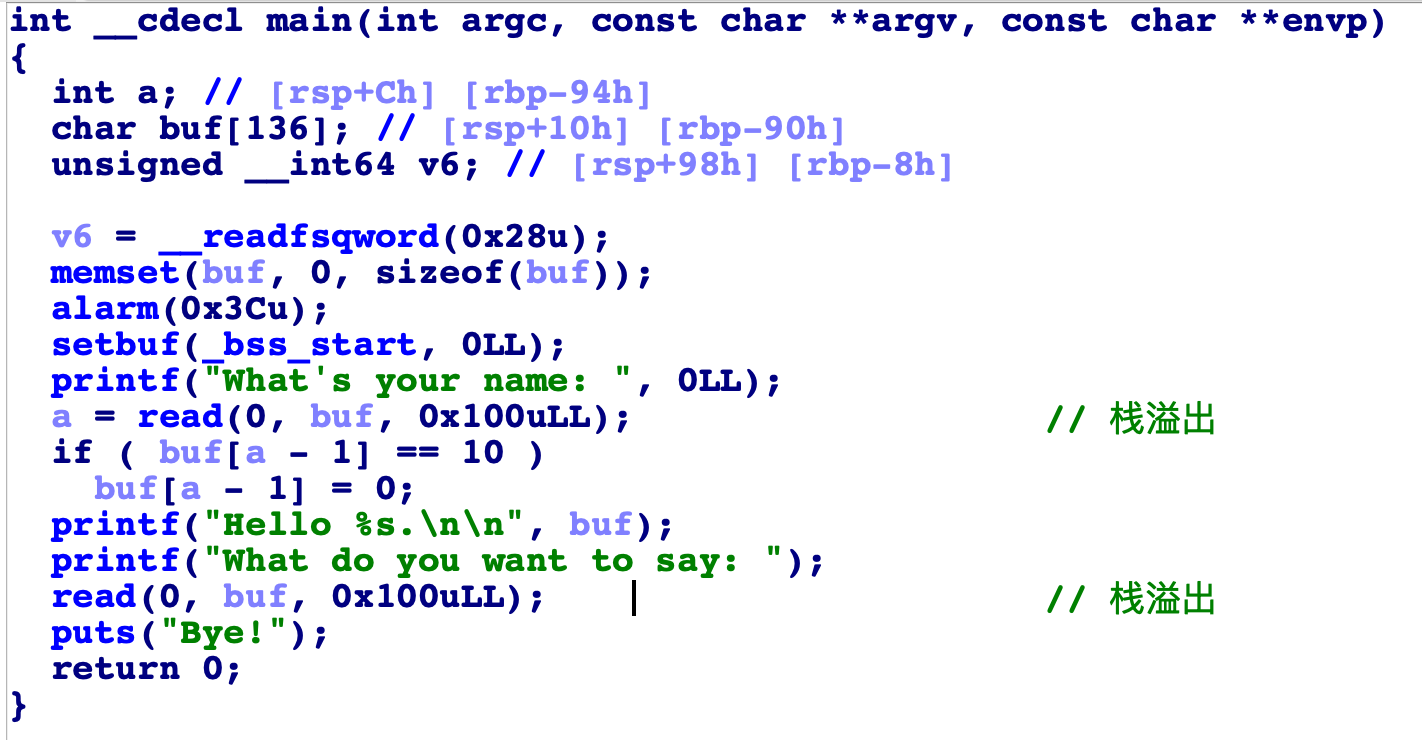 int __cdecl main(int argc, const char **argv, const char **envp)
{
  int a; // [rsp+Ch] [rbp-94h]
  char buf[136]; // [rsp+10h] [rbp-90h]
  unsigned __int64 v6; // [rsp+98h] [rbp-8h]

  v6 = __readfsqword(0x28u);
  memset(buf, 0, sizeof(buf));
  alarm(0x3Cu);
  setbuf(_bss_start, 0LL);
  printf("What's your name: ", 0LL);
  a = read(0, buf, 0x100uLL); // 栈溢出
  if ( buf[a - 1] == 10 )
    buf[a - 1] = 0;
  printf("Hello %s.\n\n", buf);
  printf("What do you want to say: ");
  read(0, buf, 0x100uLL); // 栈溢出
  puts("Bye!");
  return 0;
}